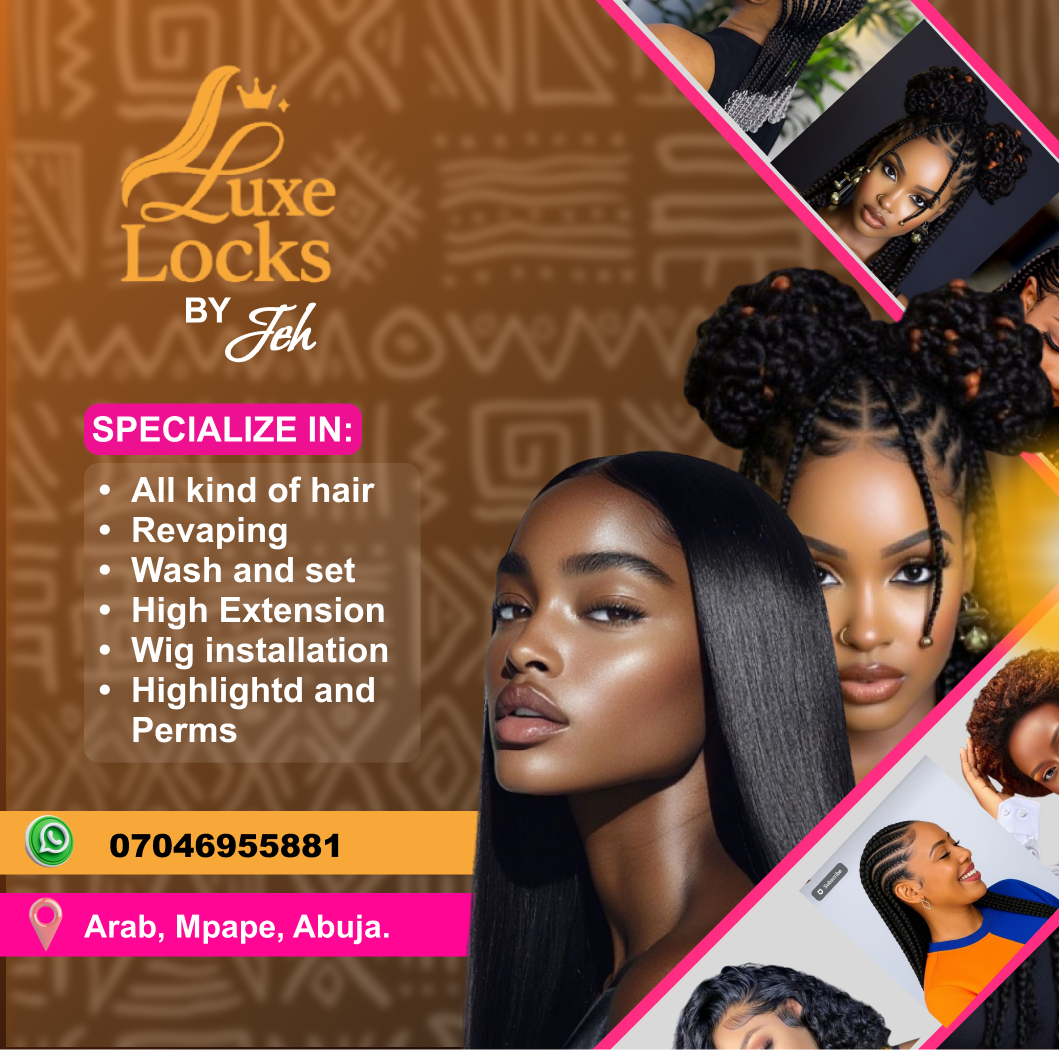 Luxe
Locks
BY Jeh
SPECIALIZE IN:
• All kind of hair
• Revaping
• Wash and set
• High Extension
• Wig installation
• Highlightd and
Perms
07046955881
Arab, Mpape, Abuja.
Subscribe